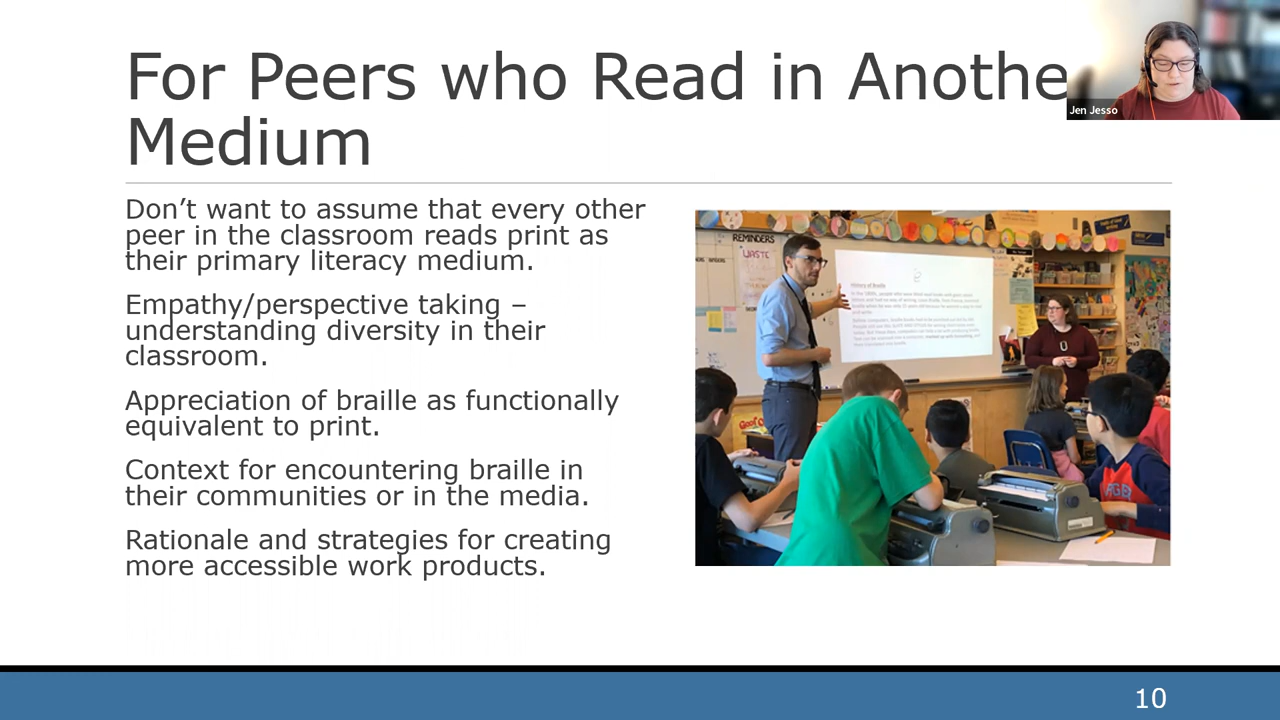 For Peers who Read in Anothe
Medium
Jen Jesso
Don’t want to assume that every other
peer in the classroom reads print as
their primary literacy medium.
Empathy/perspective taking –
understanding diversity in their
classroom.
Appreciation of braille as functionally
equivalent to print.
Context for encountering braille in
their communities or in the media.
Rationale and strategies for creating
more accessible work products.
REMINDERS
WASTE
History of Braille
10